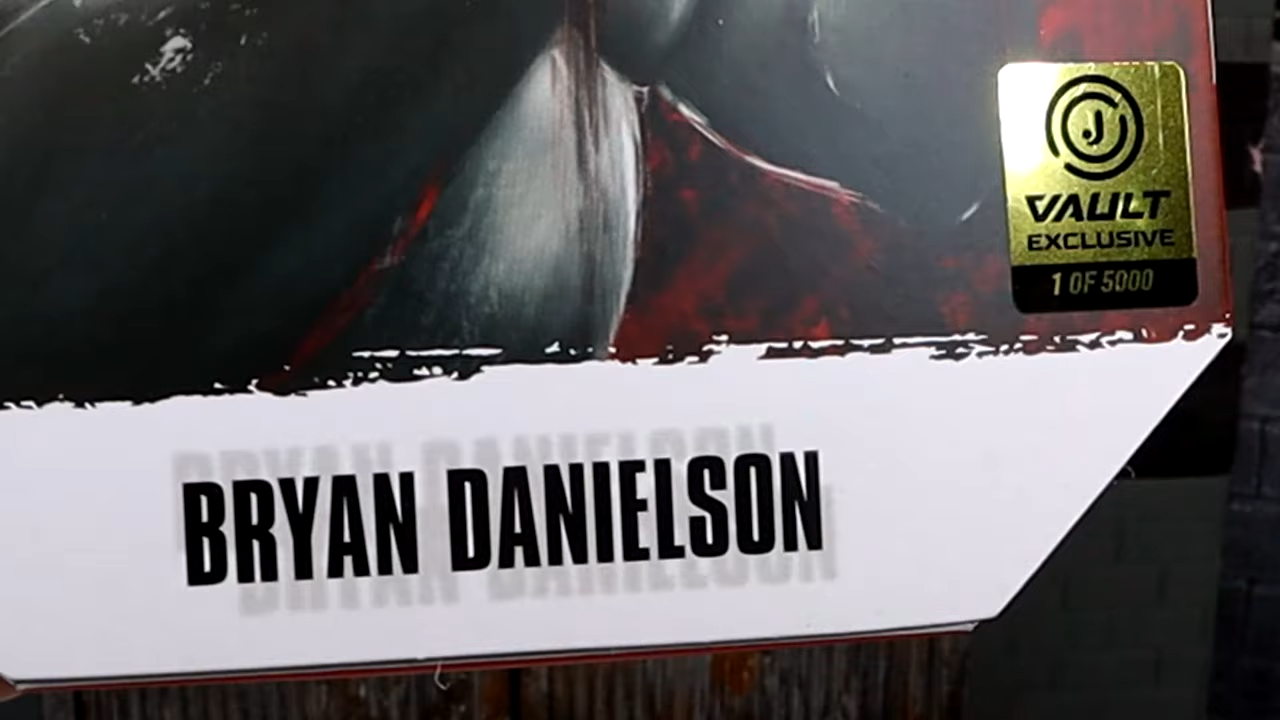 J
VAULT
EXCLUSIVE
1 OF 5000
BRYAN DANIELSON